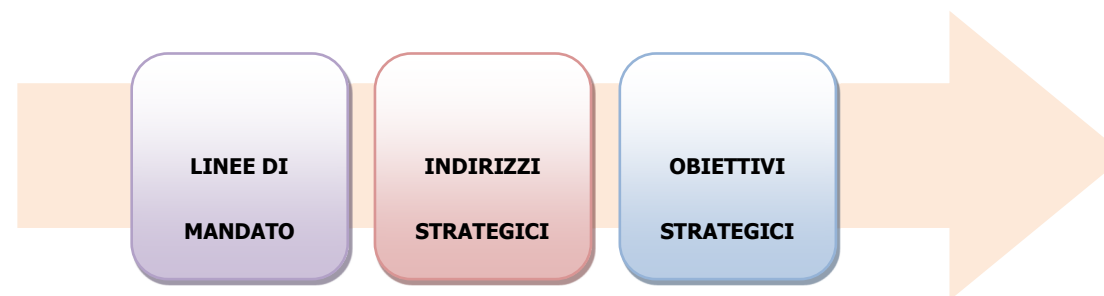 LINEE DI
MANDATO
INDIRIZZI
STRATEGICI
OBIETTIVI
STRATEGICI